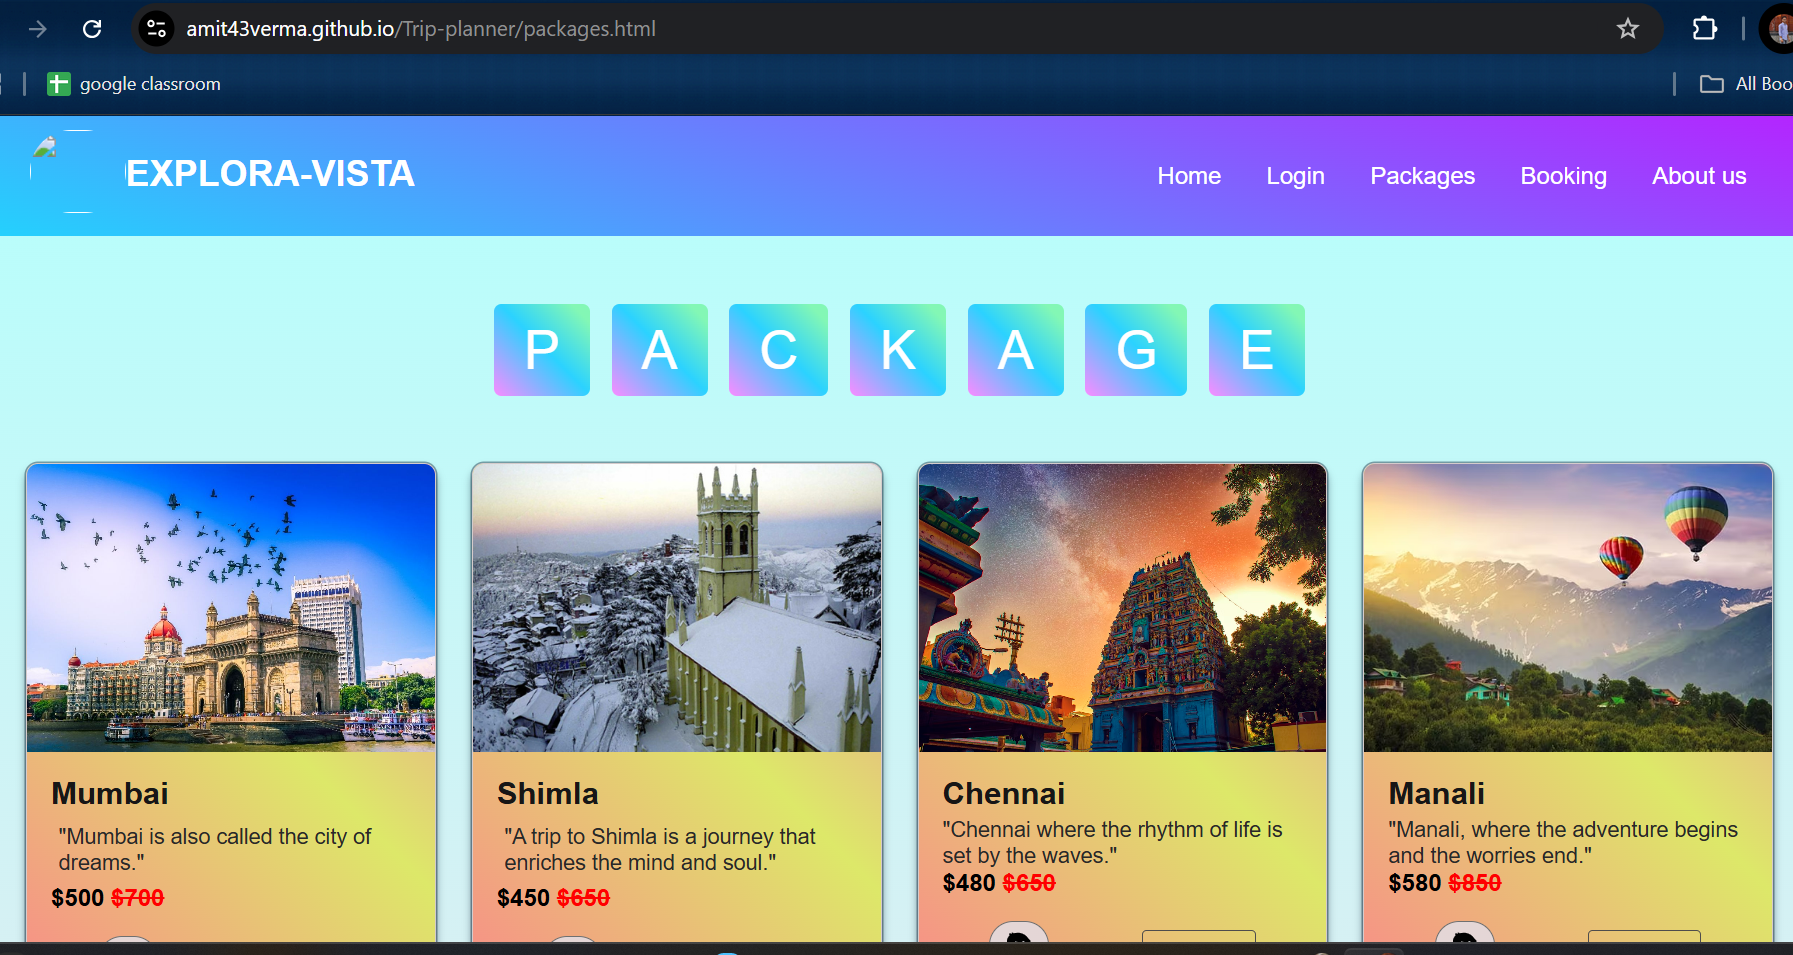 amit43verma.github.io/Trip-planner/packages.html
google classroom
All Boo
EXPLORA-VISTA
Home Login Packages Booking About us
P A C K A G E
Mumbai
"Mumbai is also called the city of
dreams."
$500 $700
Shimla
"A trip to Shimla is a journey that
enriches the mind and soul."
$450 $650
Chennai
"Chennai where the rhythm of life is
set by the waves."
$480 $650
Manali
"Manali, where the adventure begins
and the worries end."
$580 $850